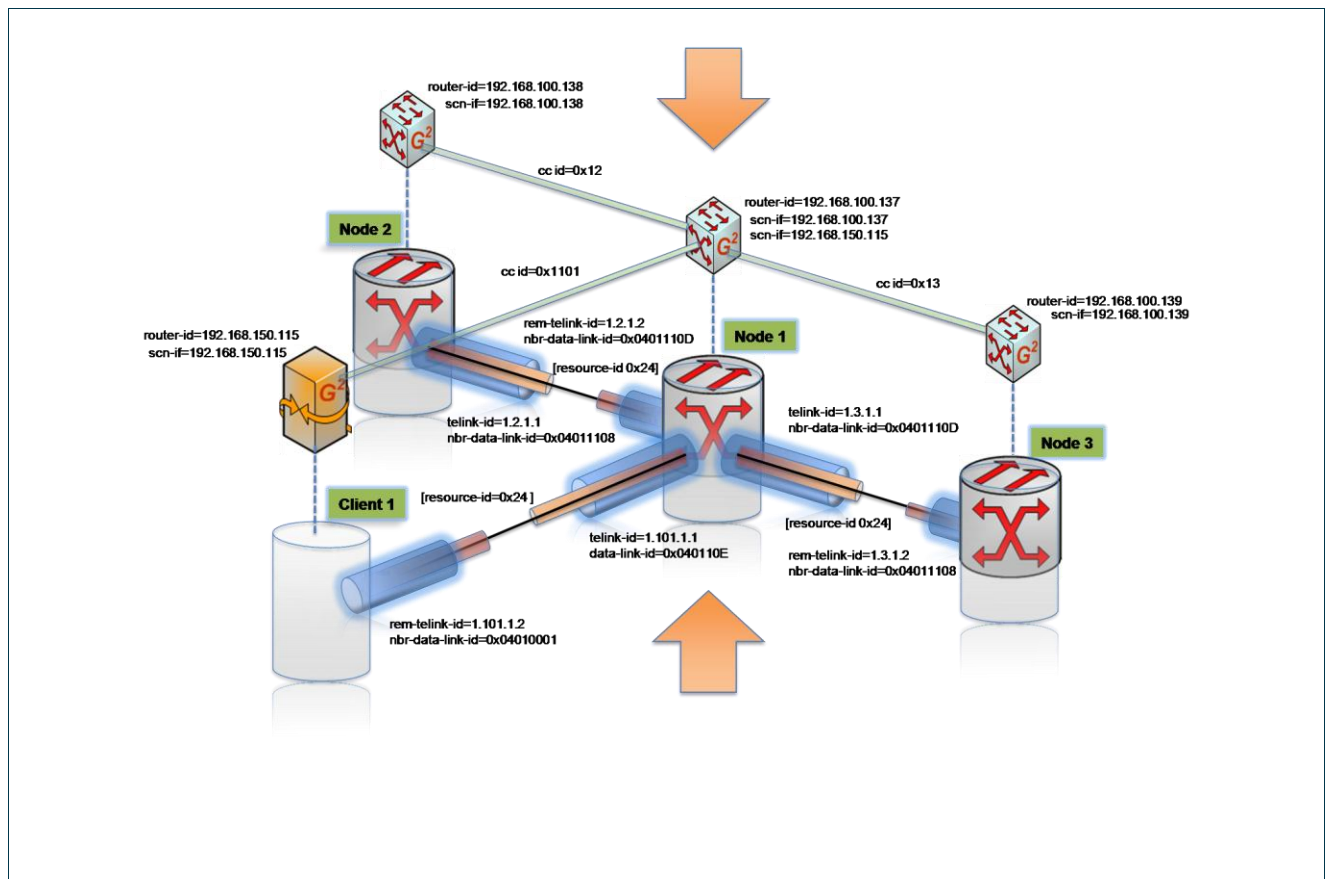 router-id=192.168.100.138
scn-if=192.168.100.138
G2
cc id=0x12
router-id=192.168.100.137
scn-if=192.168.100.137
scn-if=192.168.150.115
G2
Node 2
cc id=0x1101
cc id=0x13
router-id=192.168.100.139
scn-if=192.168.100.139
G2
router-id=192.168.150.115
scn-if=192.168.150.115
G2
rem-telink-id=1.2.1.2
nbr-data-link-id=0x0401110D
Node 1
[resource-id 0x24]
telink-id=1.2.1.1
nbr-data-link-id=0x04011108
telink-id=1.3.1.1
nbr-data-link-id=0x0401110D
Node 3
Client 1
[resource-id=0x24 ]
[resource-id 0x24]
telink-id=1.101.1.1
data-link-id=0x040110E
rem-telink-id=1.3.1.2
nbr-data-link-id=0x04011108
rem-telink-id=1.101.1.2
nbr-data-link-id=0x04010001